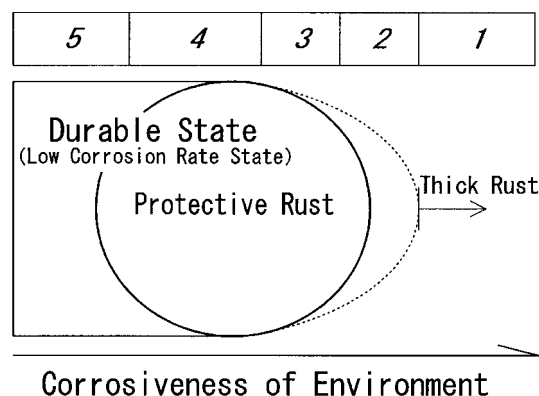 5 4 3 2 1
Durable State
(Low Corrosion Rate State)
Thick Rust
Protective Rust
Corrosiveness of Environment